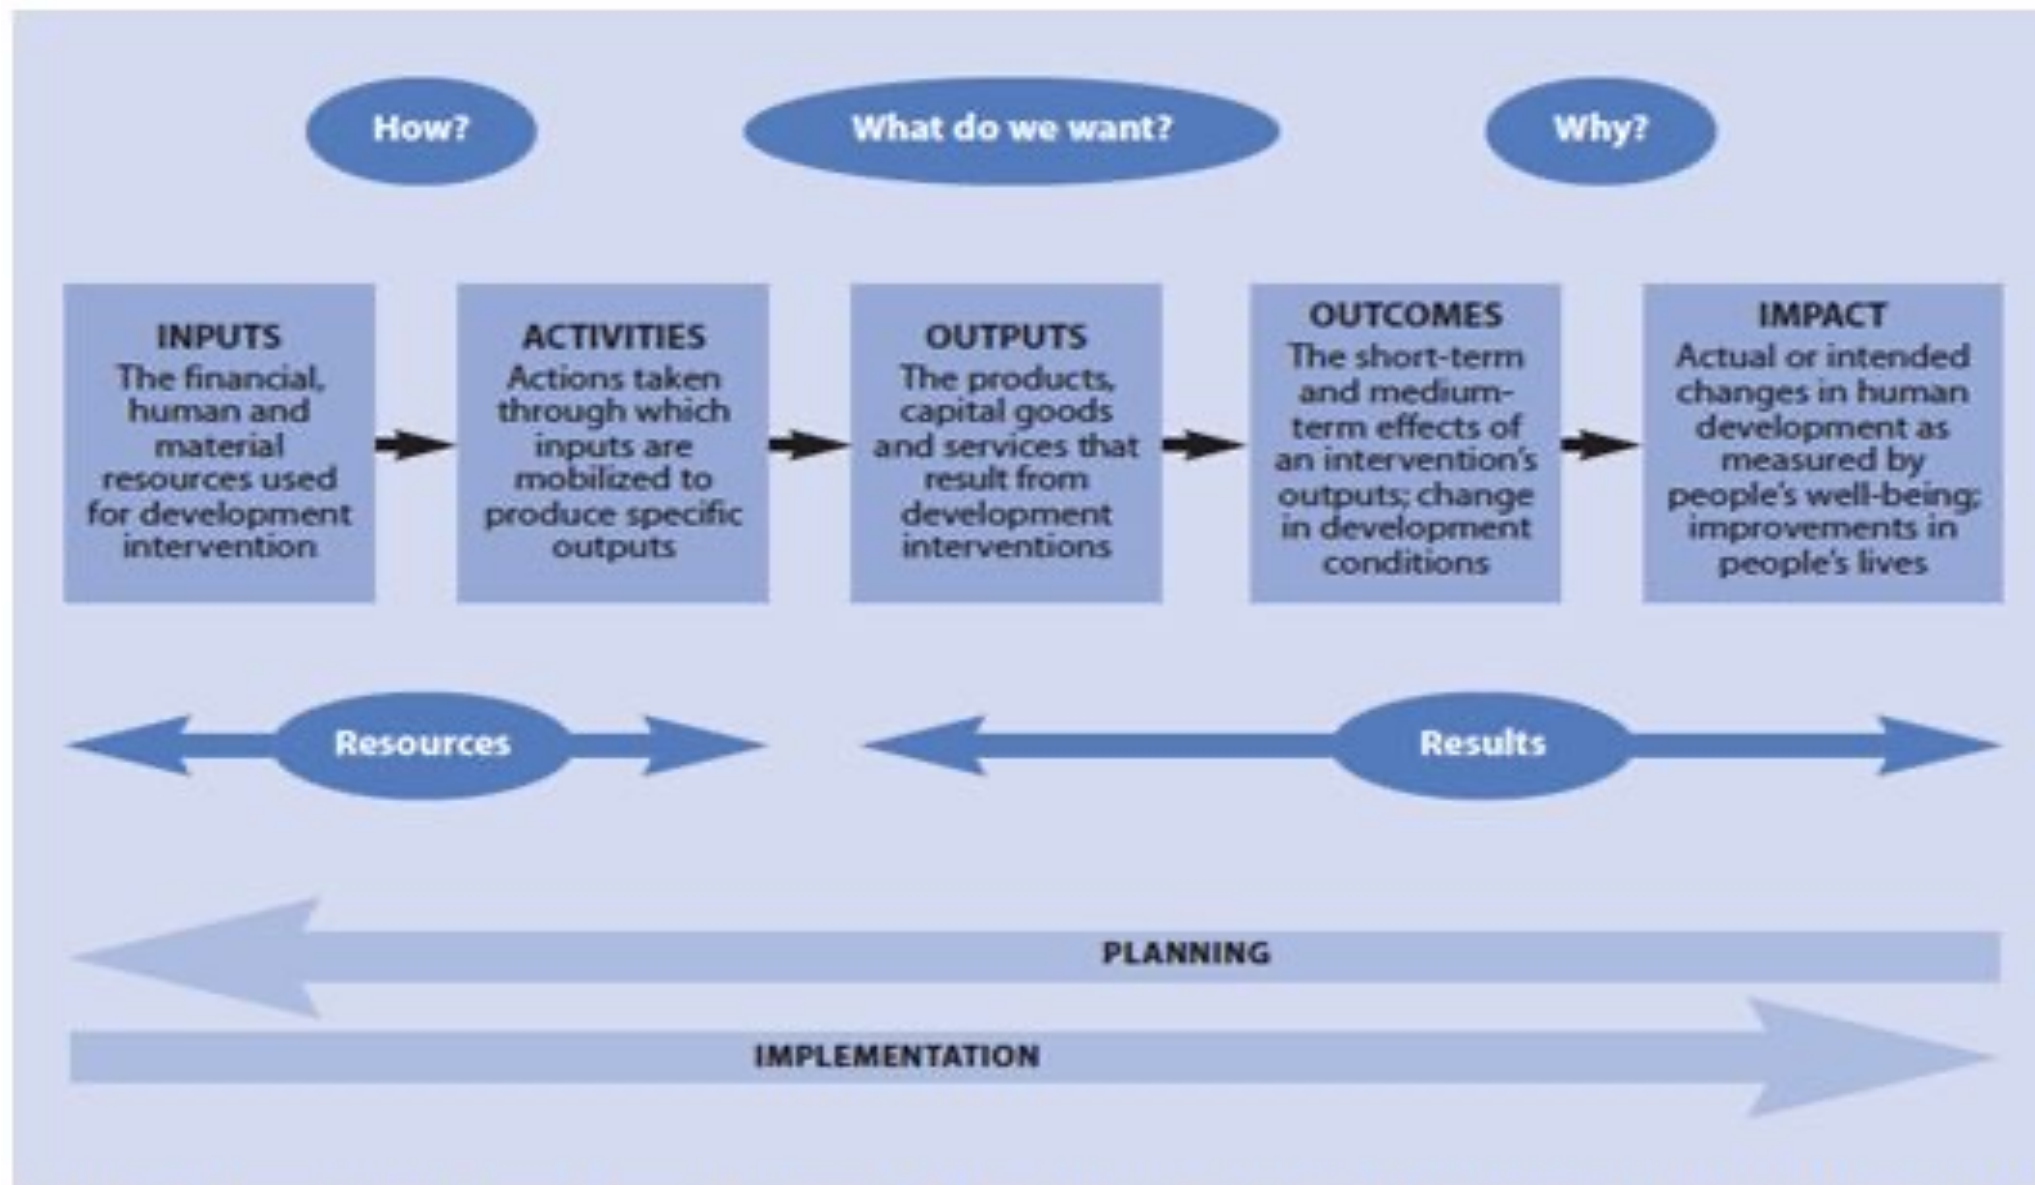 How?
What do we want?
Why?
INPUTS
The financial,
human and
material
resources used
for development
intervention
ACTIVITIES
Actions taken
through which
inputs are
mobilized to
produce specific
outputs
OUTPUTS
The products,
capital goods
and services that
result from
development
interventions
OUTCOMES
The short-term
and medium-
term effects of
an intervention's
outputs; change
in development
conditions
IMPACT
Actual or intended
changes in human
development as
measured by
people's well-being;
improvements in
people's lives
Resources
Results
PLANNING
IMPLEMENTATION